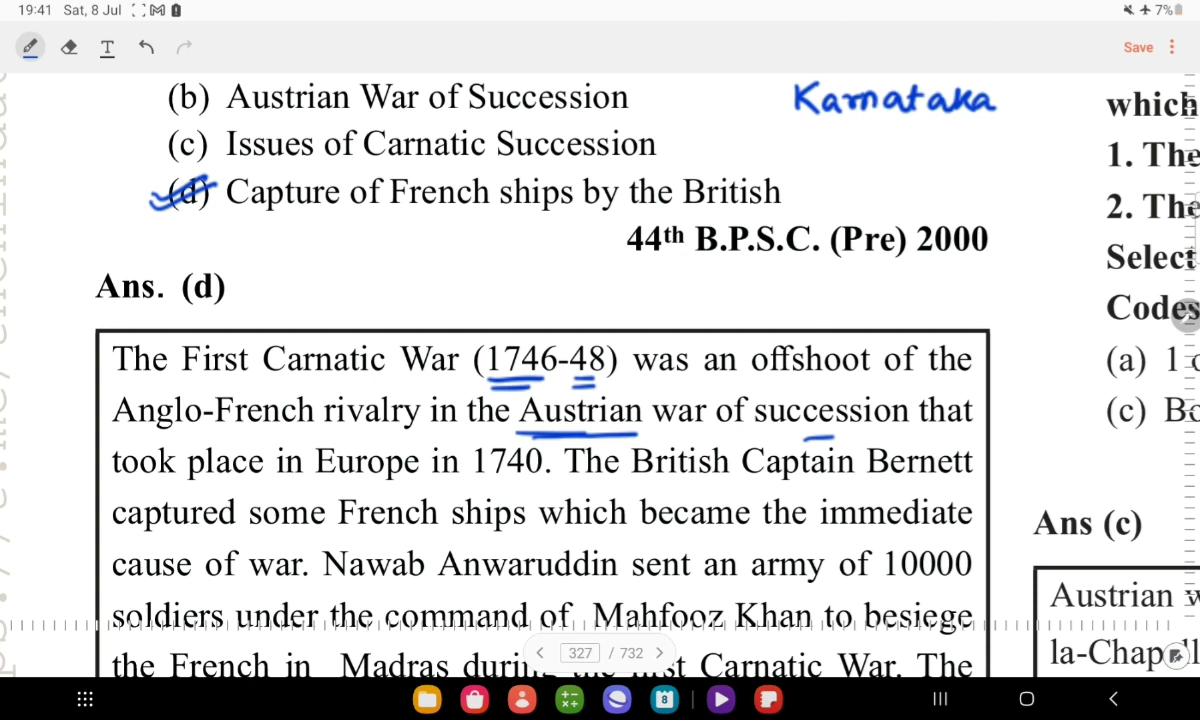 19:41 Sat, 8 Jul
7%
T
Save
(b) Austrian War of Succession
Karnataka
(c) Issues of Carnatic Succession
(d) Capture of French ships by the British
44th B.P.S.C. (Pre) 2000
Ans. (d)
The First Carnatic War (1746-48) was an offshoot of the
Anglo-French rivalry in the Austrian war of succession that
took place in Europe in 1740. The British Captain Bernett
captured some French ships which became the immediate
cause of war. Nawab Anwaruddin sent an army of 10000
soldiers under the command of Mahfooz Khan to besiege
the French in Madras Carnatic War. The
which
1. The
2. The
Select
Codes
(a) 1
(c)
Ans (c)
Austrian
327 / 732
8